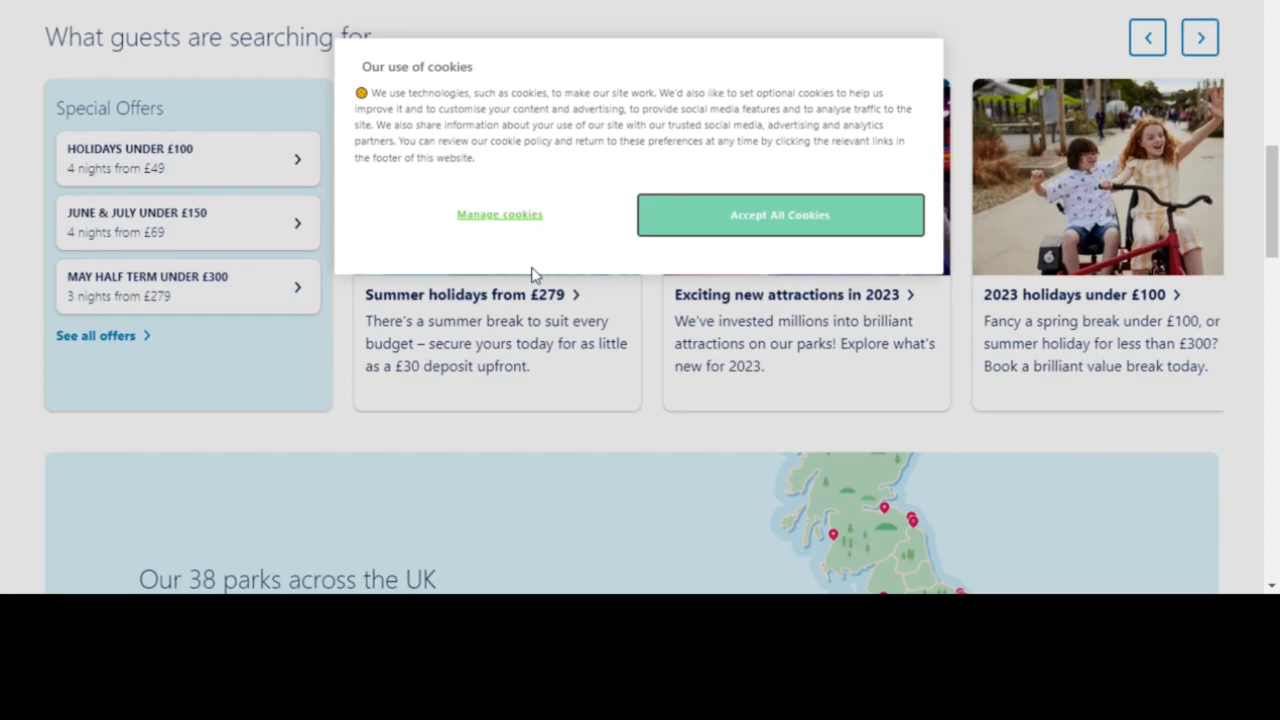 What guests are searching for
Our use of cookies
We use technologies, such as cookies, to make our site work. We'd also like to set optional cookies to help us
improve it and to customise your content and advertising, to provide social media features and to analyse traffic to the
site. We also share information about your use of our site with our trusted social media, advertising and analytics
partners. You can review our cookie policy and return to these preferences at any time by clicking the relevant links in
the footer of this website.
Manage cookies
Accept All Cookies
Special Offers
HOLIDAYS UNDER £100
4 nights from £49
JUNE & JULY UNDER £150
4 nights from £69
MAY HALF TERM UNDER £300
3 nights from £279
See all offers
Summer holidays from £279
There's a summer break to suit every
budget – secure yours today for as little
as a £30 deposit upfront.
Exciting new attractions in 2023
We've invested millions into brilliant
attractions on our parks! Explore what's
new for 2023.
2023 holidays under £100
Fancy a spring break under £100, or
summer holiday for less than £300?
Book a brilliant value break today.
Our 38 parks across the UK